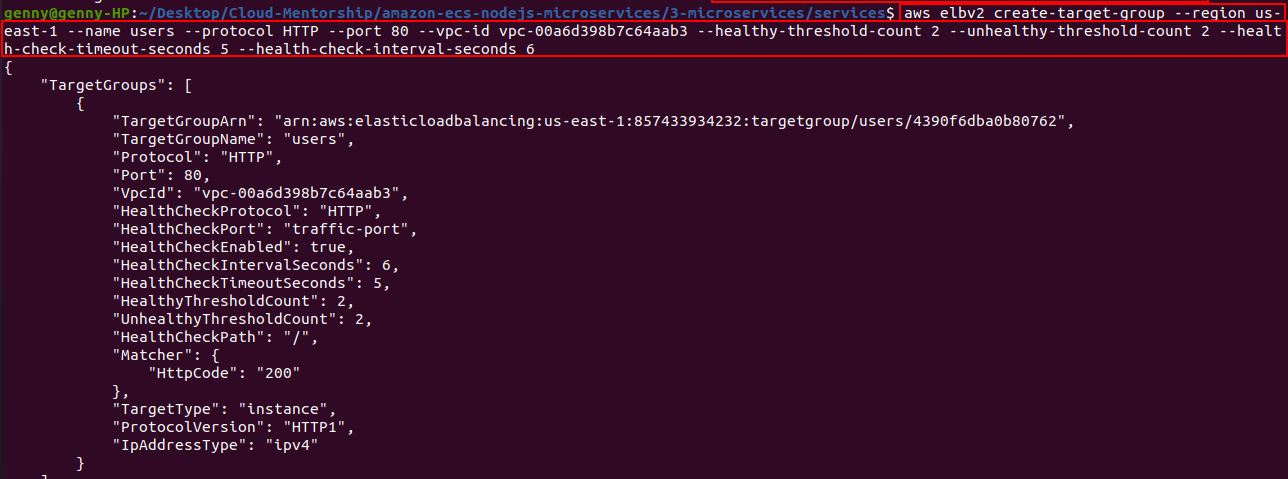 genny@genny-HP:~/Desktop/Cloud-Mentorship/amazon-ecs-nodejs-microservices/3-microservices/services$ aws elbv2 create-target-group --region us-
east-1 --name users --protocol HTTP --port 80 --vpc-id vpc-00a6d398b7c64aab3 --healthy-threshold-count 2 --unhealthy-threshold-count 2 --healt
h-check-timeout-seconds 5 --health-check-interval-seconds 6
{
    "TargetGroups": [
        {
            "TargetGroupArn": "arn:aws:elasticloadbalancing:us-east-1:857433934232:targetgroup/users/4390f6dba0b80762",
            "TargetGroupName": "users",
            "Protocol": "HTTP",
            "Port": 80,
            "VpcId": "vpc-00a6d398b7c64aab3",
            "HealthCheckProtocol": "HTTP",
            "HealthCheckPort": "traffic-port",
            "HealthCheckEnabled": true,
            "HealthCheckIntervalSeconds": 6,
            "HealthCheckTimeoutSeconds": 5,
            "HealthyThresholdCount": 2,
            "UnhealthyThresholdCount": 2,
            "HealthCheckPath": "/",
            "Matcher": {
                "HttpCode": "200"
            },
            "TargetType": "instance",
            "ProtocolVersion": "HTTP1",
            "IpAddressType": "ipv4"
        }